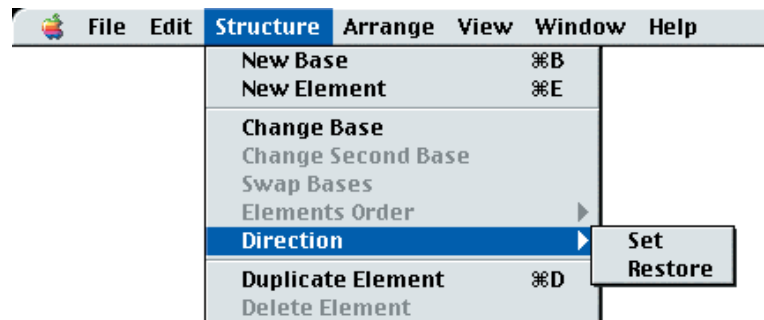 File Edit Structure Arrange View Window Help
New Base ⌘B
New Element ⌘E
Change Base
Change Second Base
Swap Bases
Elements Order
Direction
Set
Restore
Duplicate Element ⌘D
Delete Element